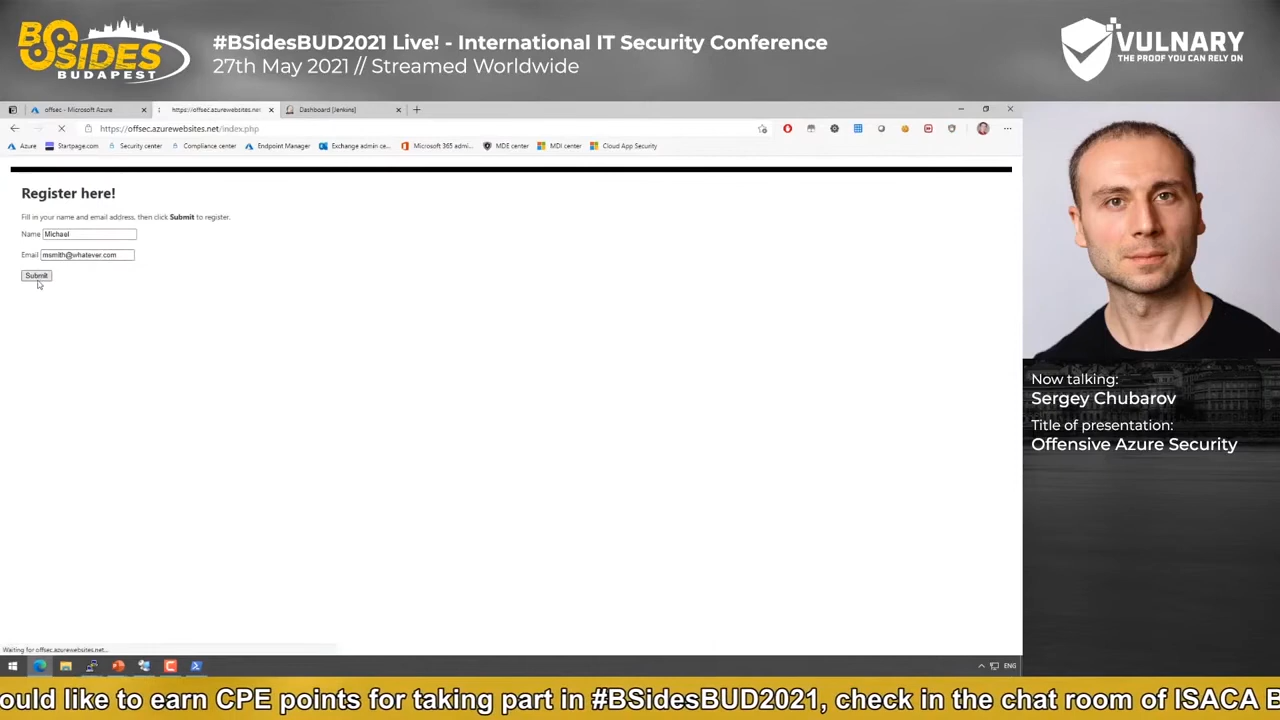 BSIDES
BUDAPEST
#BSidesBUD2021 Live! - International IT Security Conference
27th May 2021 // Streamed Worldwide
VULNARY
THE PROOF YOU CAN RELY ON
offsec - Microsoft Azure
https://offsec.azurewebsites.net
Dashboard [Jenkins]
https://offsec.azurewebsites.net/index.php
Azure
Startpage.com
Security center
Compliance center
Endpoint Manager
Exchange admin ce...
Microsoft 365 admi...
MDE center
MDI center
Cloud App Security
Register here!
Fill in your name and email address, then click Submit to register.
Name Michael
Email msmith@whatever.com
Submit
Now talking:
Sergey Chubarov
Title of presentation:
Offensive Azure Security
Waiting for offsec.azurewebsites.net...
ENG
ould like to earn CPE points for taking part in #BSidesBUD2021, check in the chat room of ISACA B